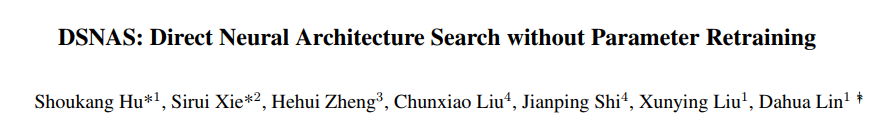 DSNAS: Direct Neural Architecture Search without Parameter Retraining
Shoukang Hu*¹, Sirui Xie*², Hehui Zheng³, Chunxiao Liu⁴, Jianping Shi⁴, Xunying Liu¹, Dahua Lin¹ ‡